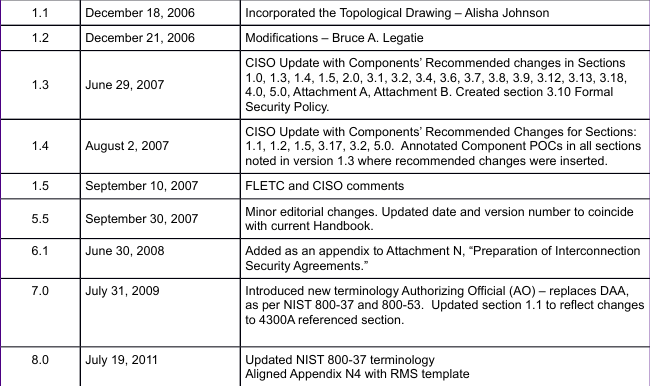 1.1 December 18, 2006 Incorporated the Topological Drawing – Alisha Johnson
1.2 December 21, 2006 Modifications – Bruce A. Legatie
1.3 June 29, 2007 CISO Update with Components’ Recommended changes in Sections
1.0, 1.3, 1.4, 1.5, 2.0, 3.1, 3.2, 3.4, 3.6, 3.7, 3.8, 3.9, 3.12, 3.13, 3.18,
4.0, 5.0, Attachment A, Attachment B. Created section 3.10 Formal
Security Policy.
1.4 August 2, 2007 CISO Update with Components’ Recommended Changes for Sections:
1.1, 1.2, 1.5, 3.17, 3.2, 5.0.  Annotated Component POCs in all sections
noted in version 1.3 where recommended changes were inserted.
1.5 September 10, 2007 FLETC and CISO comments
5.5 September 30, 2007 Minor editorial changes. Updated date and version number to coincide
with current Handbook.
6.1 June 30, 2008 Added as an appendix to Attachment N, “Preparation of Interconnection
Security Agreements.”
7.0 July 31, 2009 Introduced new terminology Authorizing Official (AO) – replaces DAA,
as per NIST 800-37 and 800-53.  Updated section 1.1 to reflect changes
to 4300A referenced section.
8.0 July 19, 2011 Updated NIST 800-37 terminology
Aligned Appendix N4 with RMS template